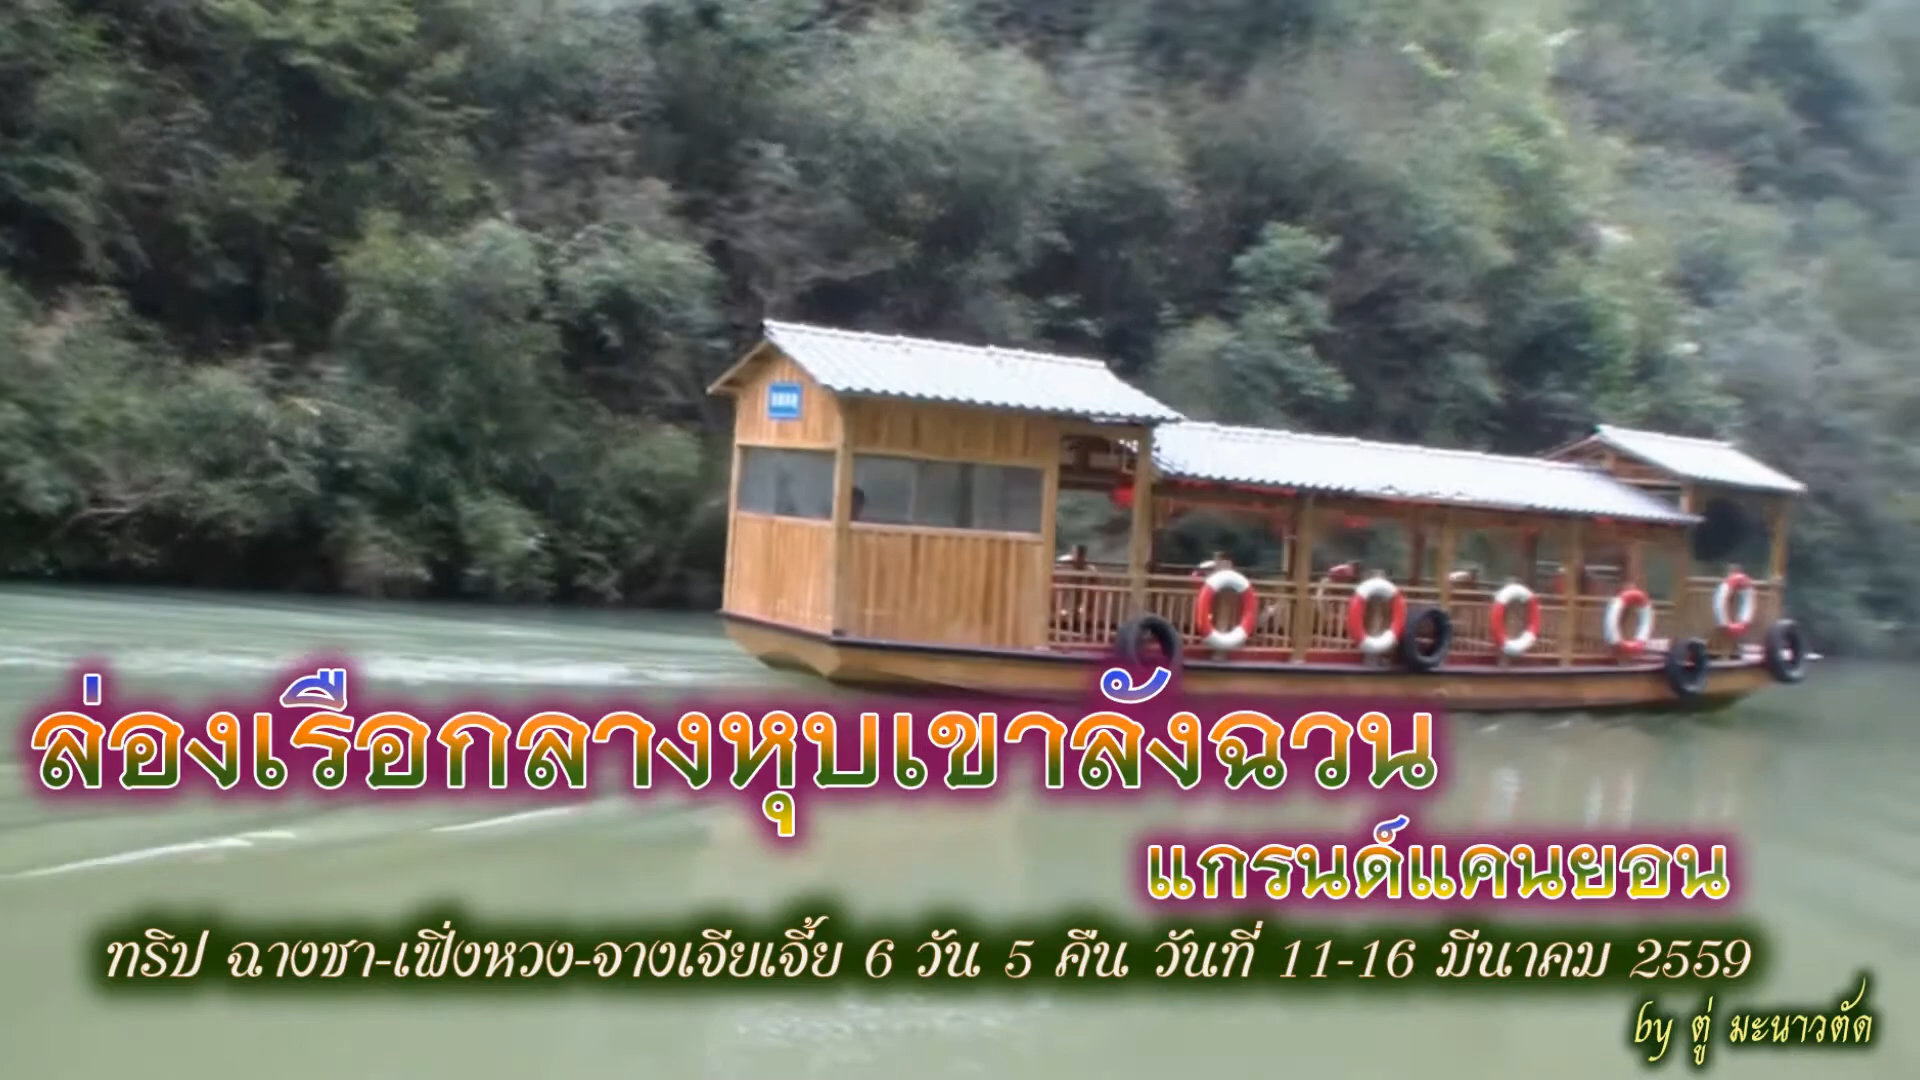 ล่องเรือกลางหุบเขาลังฉวน
แกรนด์แคนยอน
ทริป ฉางชา-เฟิ่งหวง-จางเจียเจี้ย 6 วัน 5 คืน วันที่ 11-16 มีนาคม 2559
by ตู่ มะนาวตัด